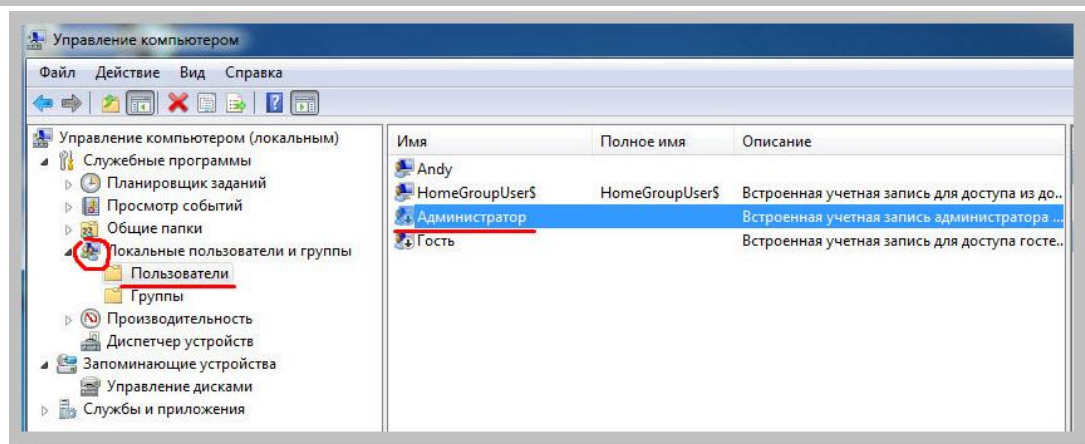 Управление компьютером
Файл Действие Вид Справка
Управление компьютером (локальным)
Служебные программы
Планировщик заданий
Просмотр событий
Общие папки
Локальные пользователи и группы
Пользователи
Группы
Производительность
Диспетчер устройств
Запоминающие устройства
Управление дисками
Службы и приложения
Имя Полное имя Описание
Andy
HomeGroupUser$ HomeGroupUser$ Встроенная учетная запись для доступа из до..
Администратор Встроенная учетная запись администратора ...
Гость Встроенная учетная запись для доступа госте..